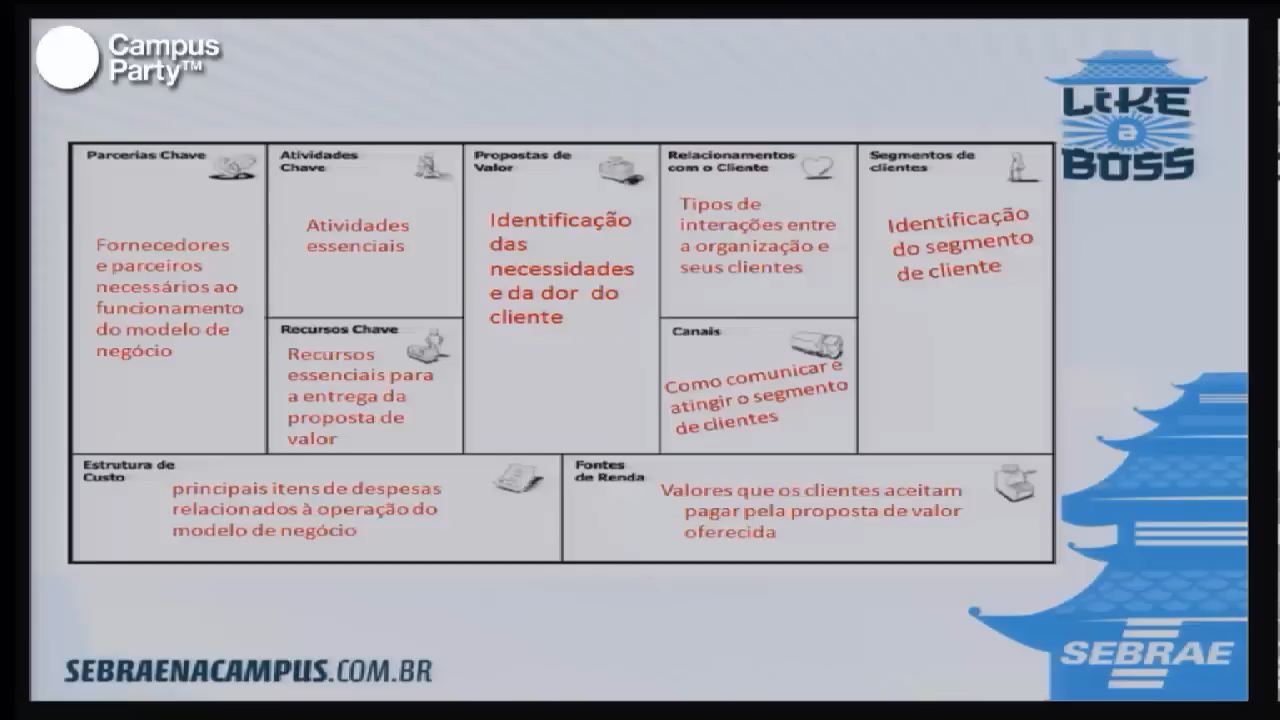 Campus
Party™
LIKE
a
BOSS
Parcerias Chave
Fornecedores
e parceiros
necessários ao
funcionamento
do modelo de
negócio
Atividades
Chave
Atividades
essenciais
Recursos Chave
Recursos
essenciais para
a entrega da
proposta de
valor
Propostas de
Valor
Identificação
das
necessidades
e da dor do
cliente
Relacionamentos
com o Cliente
Tipos de
interações entre
a organização e
seus clientes
Canais
Como comunicar e
atingir o segmento
de clientes
Segmentos de
clientes
Identificação
do segmento
de cliente
Estrutura de
Custo
principais itens de despesas
relacionados à operação do
modelo de negócio
Fontes
de Renda
Valores que os clientes aceitam
pagar pela proposta de valor
oferecida
SEBRAENACAMPUS.COM.BR
SEBRAE